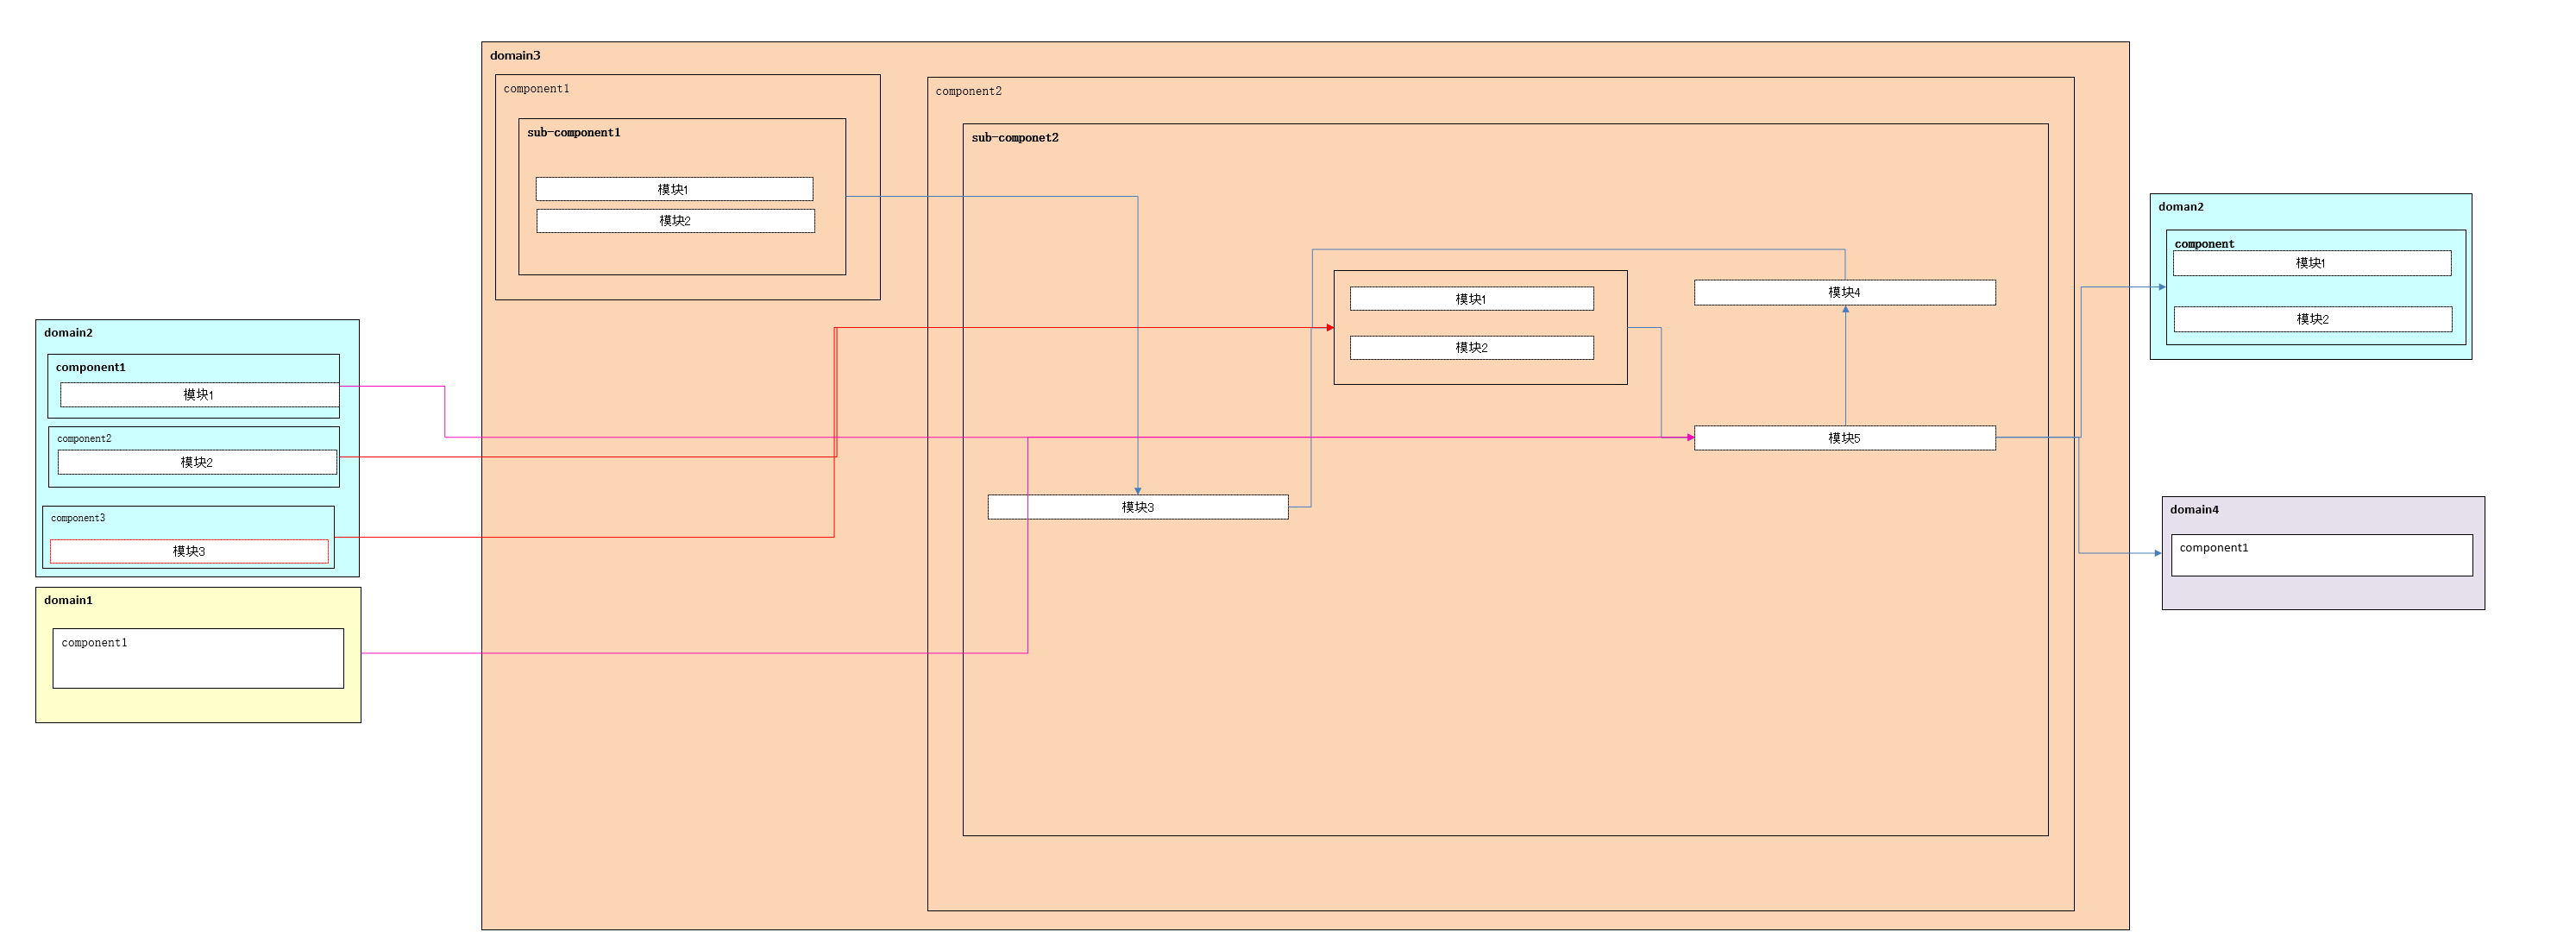 domain3
component1
sub-component1
模块1
模块2
component2
sub-componet2
模块1
模块2
模块4
模块5
模块3
domain2
component1
模块1
component2
模块2
component3
模块3
domain1
component1
doman2
component
模块1
模块2
domain4
component1